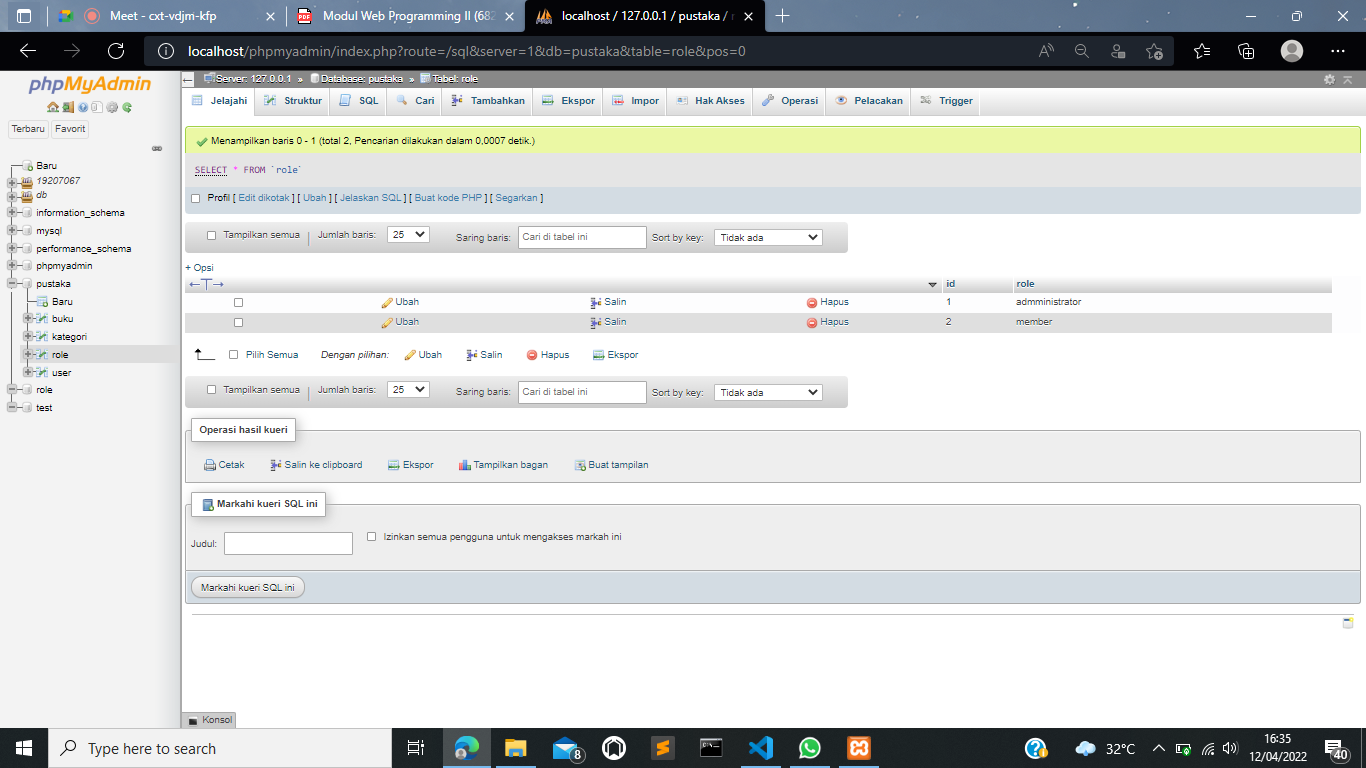 Meet - cxt-vdjm-kfp
Modul Web Programming II (682
localhost / 127.0.0.1 / pustaka /
localhost/phpmyadmin/index.php?route=/sql&server=1&db=pustaka&table=role&pos=0
phpMyAdmin
Terbaru Favorit
Baru
19207067
db
information_schema
mysql
performance_schema
phpmyadmin
pustaka
Baru
buku
kategori
role
user
role
test
Server: 127.0.0.1 » Database: pustaka » Tabel: role
Jelajahi Struktur SQL Cari Tambahkan Ekspor Impor Hak Akses Operasi Pelacakan Trigger
Menampilkan baris 0 - 1 (total 2, Pencarian dilakukan dalam 0,0007 detik.)
SELECT * FROM `role`
Profil [ Edit dikotak ] [ Ubah ] [ Jelaskan SQL ] [ Buat kode PHP ] [ Segarkan ]
Tampilkan semua Jumlah baris: 25 Saring baris: Cari di tabel ini Sort by key: Tidak ada
+ Opsi
←T→ id role
Ubah Salin Hapus 1 admministrator
Ubah Salin Hapus 2 member
Pilih Semua Dengan pilihan: Ubah Salin Hapus Ekspor
Tampilkan semua Jumlah baris: 25 Saring baris: Cari di tabel ini Sort by key: Tidak ada
Operasi hasil kueri
Cetak Salin ke clipboard Ekspor Tampilkan bagan Buat tampilan
Markahi kueri SQL ini
Judul: Izinkan semua pengguna untuk mengakses markah ini
Markahi kueri SQL ini
Konsol
Type here to search
8
32°C
16:35
12/04/2022
40